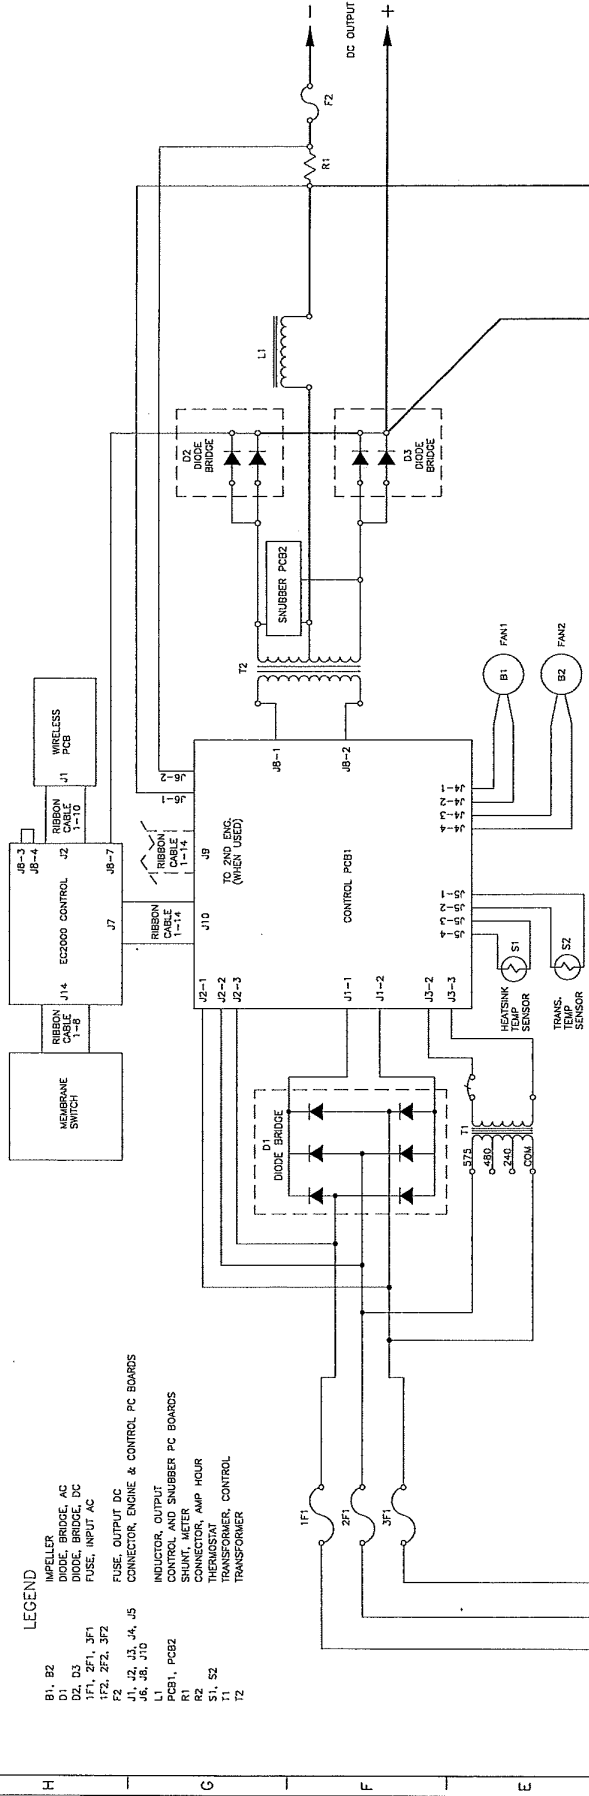 LEGEND
B1, B2 IMPELLER
D1 DIODE, BRIDGE, AC
D2, D3 DIODE, BRIDGE, DC
1F1, 2F1, 3F1 FUSE, INPUT AC
1F2, 2F2, 3F2
F2 FUSE, OUTPUT DC
J1, J2, J3, J4, J5 CONNECTOR, ENGINE & CONTROL PC BOARDS
J6, J8, J10
L1 INDUCTOR, OUTPUT
PCB1, PCB2 CONTROL AND SNUBBER PC BOARDS
R1 SHUNT, METER
R2 CONNECTOR, AMP HOUR
S1, S2 THERMOSTAT
T1 TRANSFORMER, CONTROL
T2 TRANSFORMER
H
G
F
E
1F1
2F1
3F1
MEMBRANE
SWITCH
RIBBON
CABLE
1-8
J14
EC2000 CONTROL
J7
J8-3
J8-4
J2
J8-7
RIBBON
CABLE
1-10
J1
WIRELESS
PCB
RIBBON
CABLE
1-14
RIBBON
CABLE
1-14
J10
J9
TO 2ND ENG.
(WHEN USED)
J6-1
J6-2
J2-1
J2-2
J2-3
CONTROL PCB1
J1-1
J1-2
J3-2
J3-3
J8-1
J8-2
J5-4
J5-3
J5-2
J5-1
J4-4
J4-3
J4-2
J4-1
D1
DIODE BRIDGE
T1
575
480
240
COM
HEATSINK
TEMP
SENSOR
S1
TRANS.
TEMP
SENSOR
S2
B1
FAN1
B2
FAN2
T2
SNUBBER PCB2
D2
DIODE
BRIDGE
D3
DIODE
BRIDGE
L1
R1
F2
-
DC OUTPUT
+